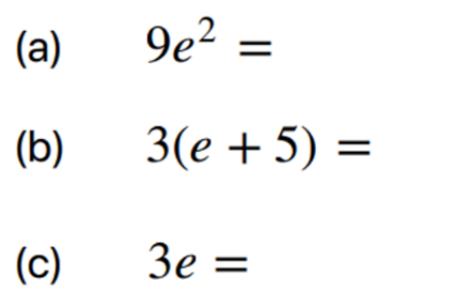 (a) 9e² =
(b) 3(e + 5) =
(c) 3e =